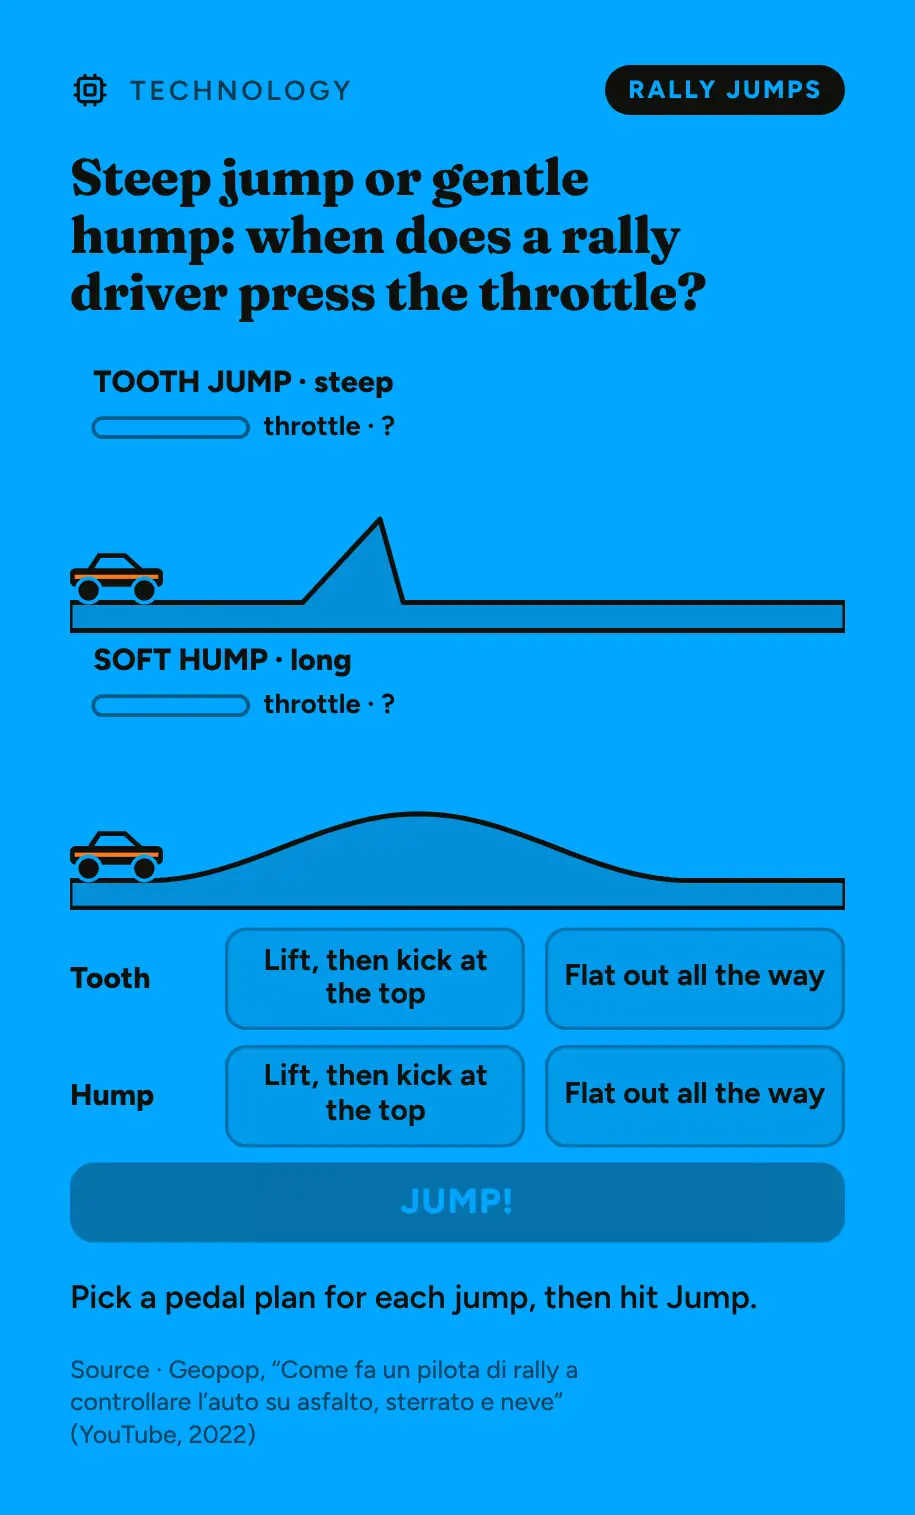 TECHNOLOGY
RALLY JUMPS
Steep jump or gentle
hump: when does a rally
driver press the throttle?
TOOTH JUMP · steep
throttle · ?
SOFT HUMP · long
throttle · ?
Tooth
Lift, then kick at
the top
Flat out all the way
Hump
Lift, then kick at
the top
Flat out all the way
JUMP!
Pick a pedal plan for each jump, then hit Jump.
Source · Geopop, “Come fa un pilota di rally a
controllare l’auto su asfalto, sterrato e neve”
(YouTube, 2022)